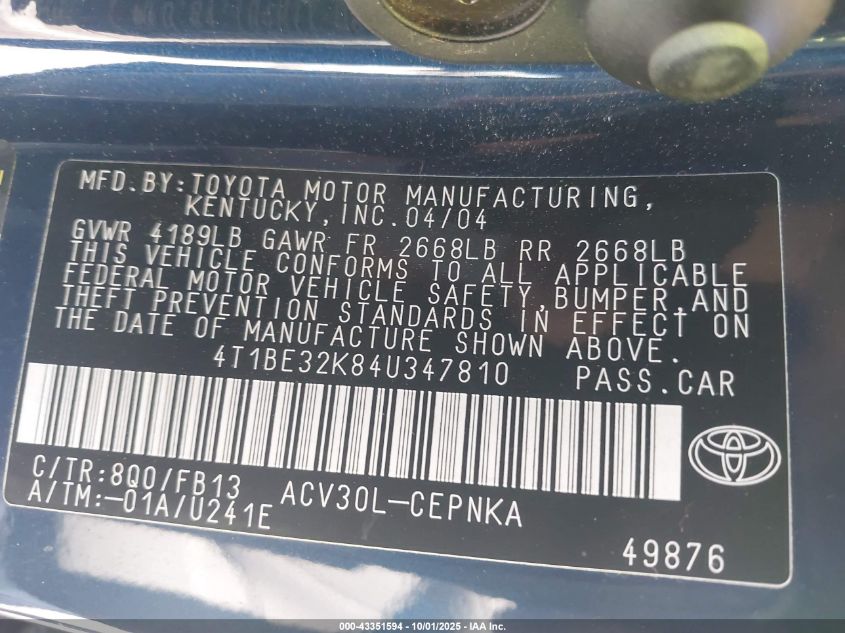 MFD.BY:TOYOTA MOTOR MANUFACTURING,
KENTUCKY,INC.04/04
GVWR 4189LB GAWR FR 2668LB RR 2668LB
THIS VEHICLE CONFORMS TO ALL APPLICABLE
FEDERAL MOTOR VEHICLE SAFETY,BUMPER,AND
THEFT PREVENTION STANDARDS IN EFFECT ON
THE DATE OF MANUFACTURE SHOWN ABOVE.
4T1BE32K84U347810 PASS.CAR
C/TR:8Q0/FB13 ACV30L-CEPNKA
A/TM:-01A/U241E
49876
000-43351594 - 10/01/2025 - IAA Inc.